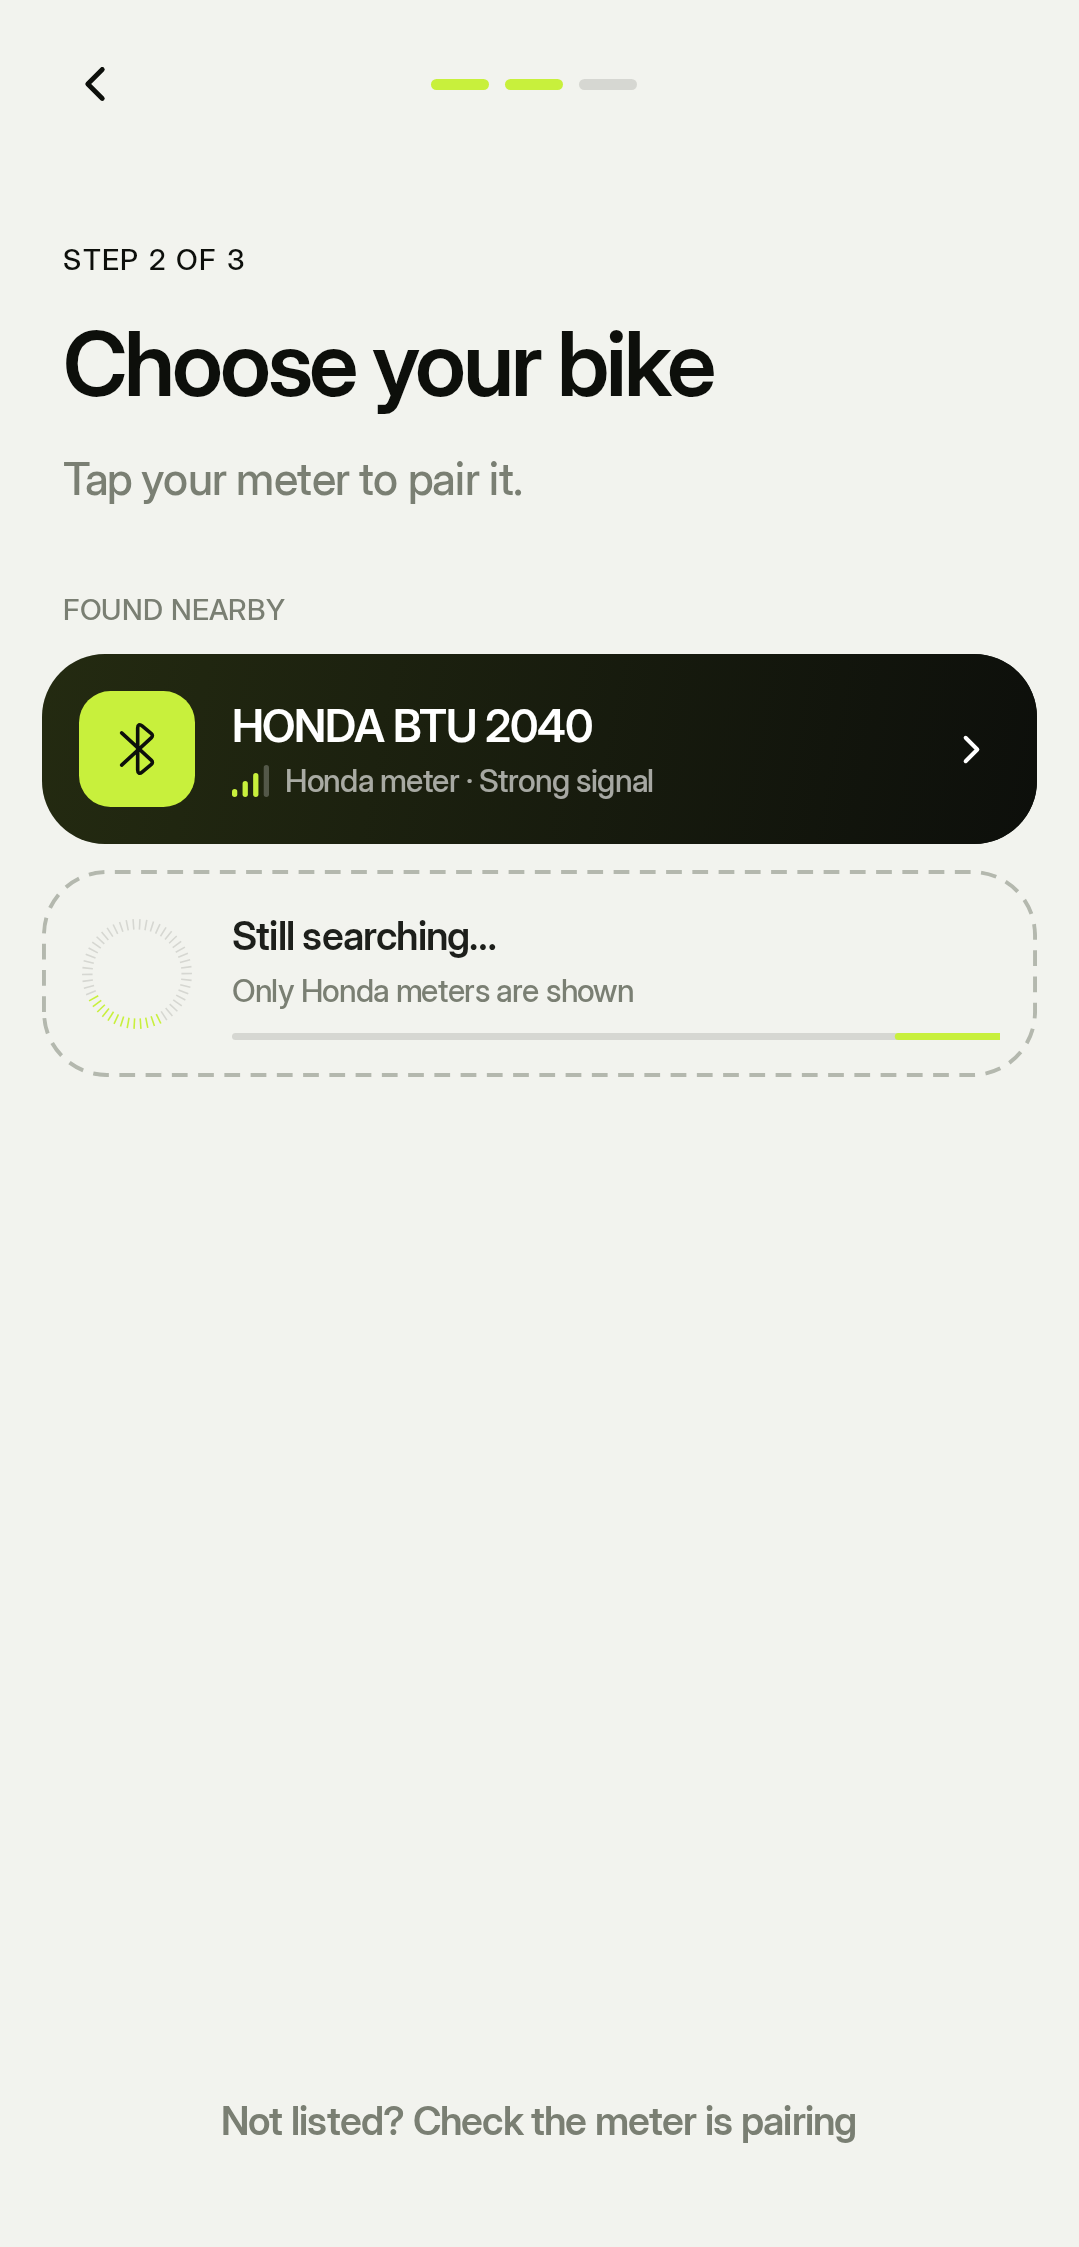 STEP 2 OF 3
Choose your bike
Tap your meter to pair it.
FOUND NEARBY
HONDA BTU 2040
Honda meter · Strong signal
Still searching...
Only Honda meters are shown
Not listed? Check the meter is pairing